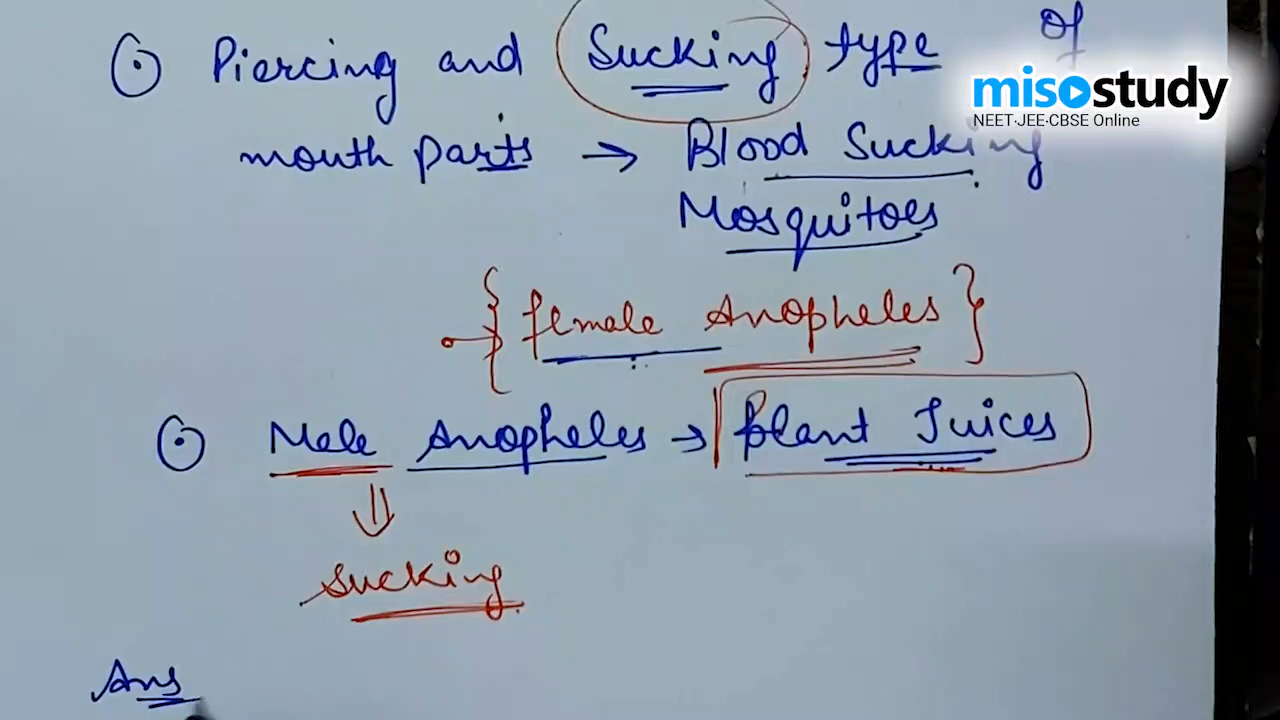 Piercing and Sucking type of
mouth parts → Blood Sucking
Mosquitoes
{female Anopheles}
Male Anopheles → Plant Juices
⇓
Sucking
Ans
misostudy
NEET-JEE-CBSE Online